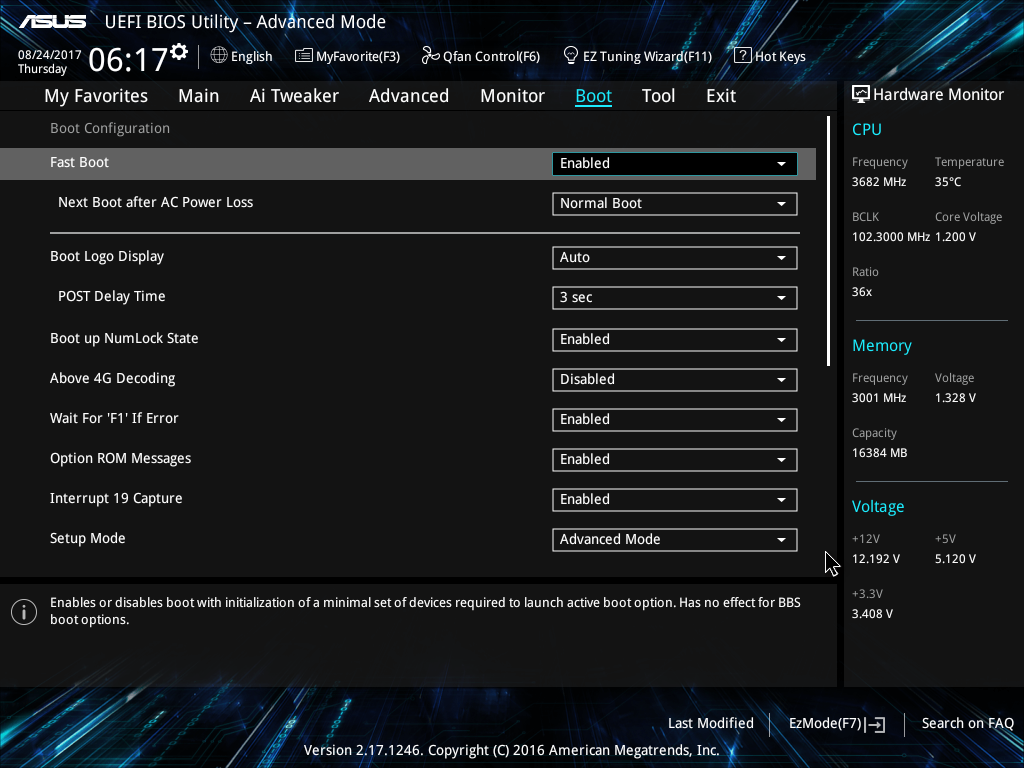 ASUS UEFI BIOS Utility – Advanced Mode
08/24/2017
Thursday
06:17
English
MyFavorite(F3)
Qfan Control(F6)
EZ Tuning Wizard(F11)
? Hot Keys
My Favorites Main Ai Tweaker Advanced Monitor Boot Tool Exit
Boot Configuration
Fast Boot Enabled
Next Boot after AC Power Loss Normal Boot
Boot Logo Display Auto
POST Delay Time 3 sec
Boot up NumLock State Enabled
Above 4G Decoding Disabled
Wait For 'F1' If Error Enabled
Option ROM Messages Enabled
Interrupt 19 Capture Enabled
Setup Mode Advanced Mode
i Enables or disables boot with initialization of a minimal set of devices required to launch active boot option. Has no effect for BBS
boot options.
Hardware Monitor
CPU
Frequency Temperature
3682 MHz 35°C
BCLK Core Voltage
102.3000 MHz 1.200 V
Ratio
36x
Memory
Frequency Voltage
3001 MHz 1.328 V
Capacity
16384 MB
Voltage
+12V +5V
12.192 V 5.120 V
+3.3V
3.408 V
Last Modified
EzMode(F7)
Search on FAQ
Version 2.17.1246. Copyright (C) 2016 American Megatrends, Inc.